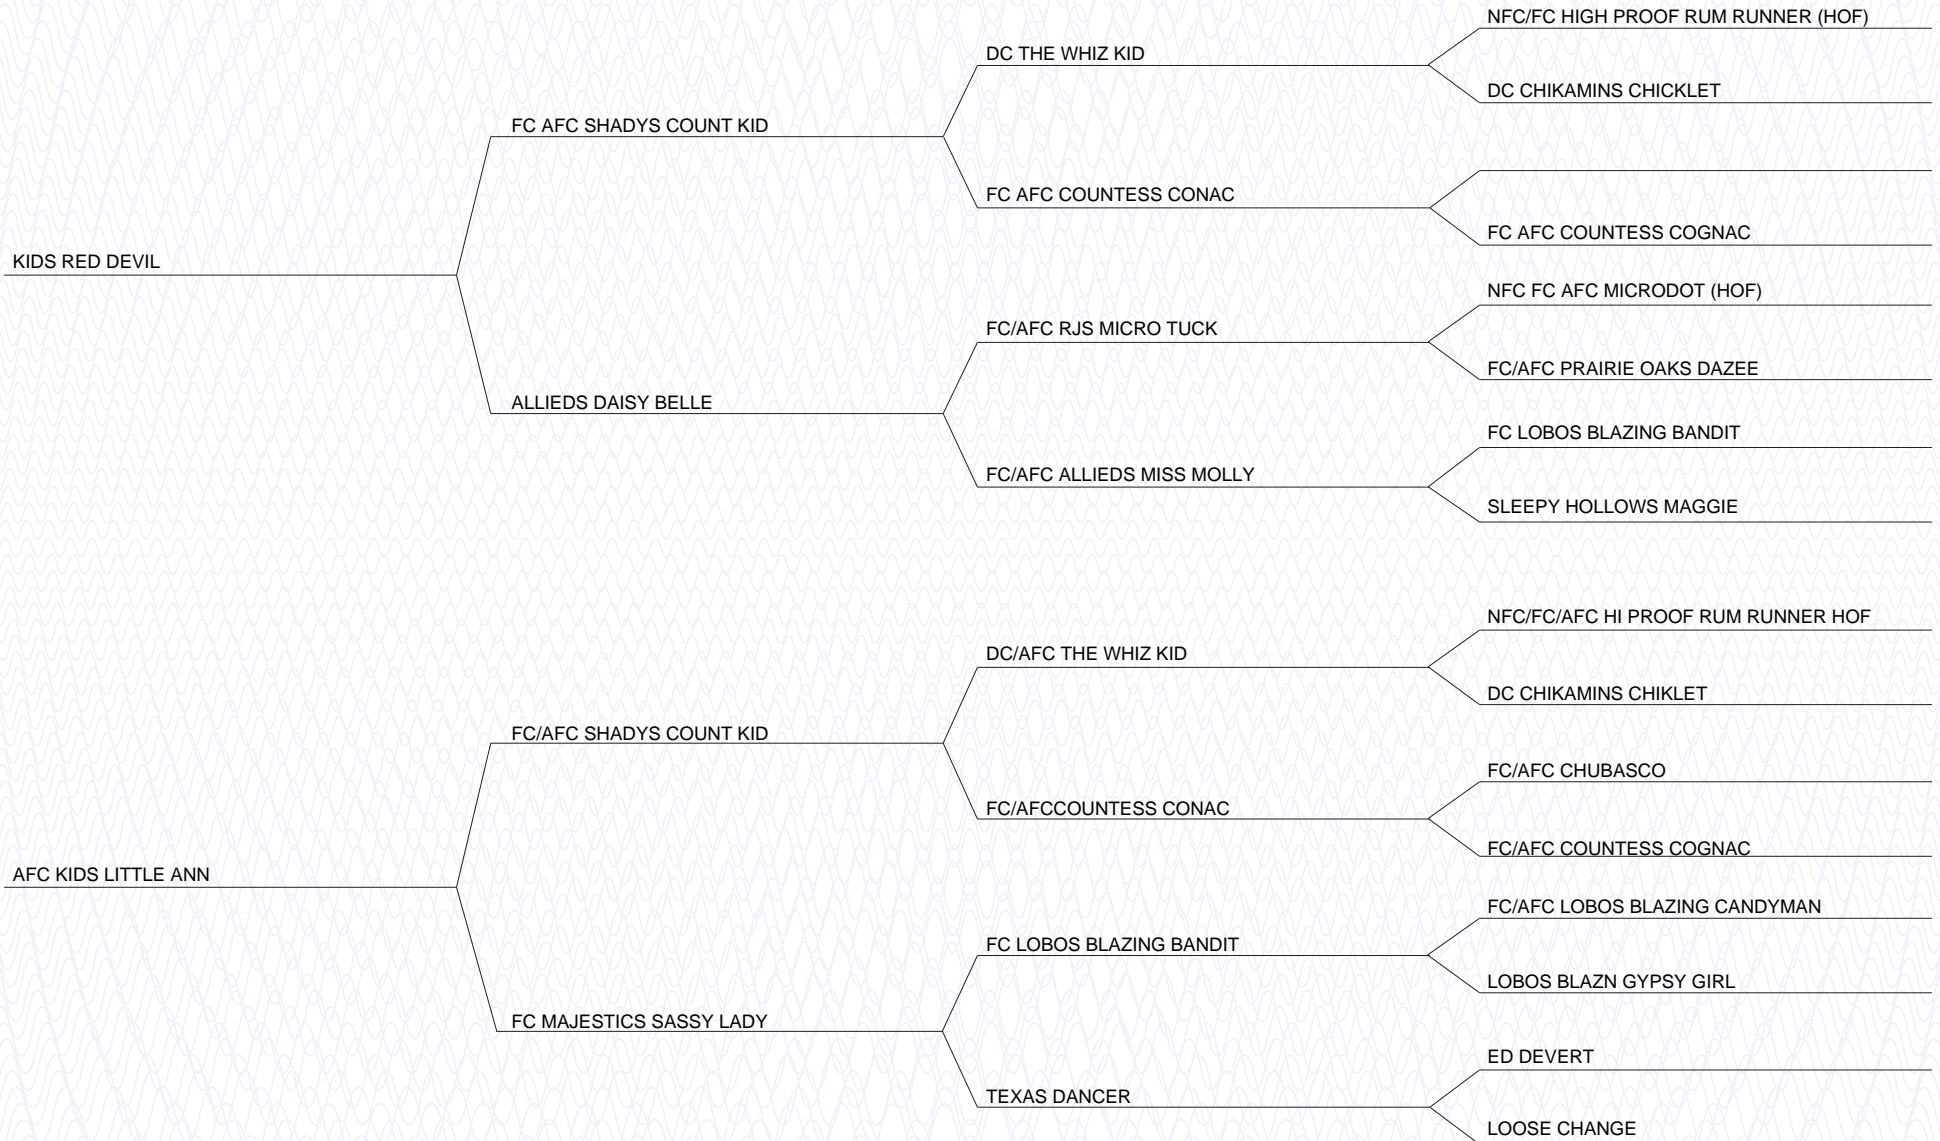 NFC/FC HIGH PROOF RUM RUNNER (HOF)
DC THE WHIZ KID
DC CHIKAMINS CHICKLET
FC AFC SHADYS COUNT KID
FC AFC COUNTESS CONAC
FC AFC COUNTESS COGNAC
KIDS RED DEVIL
NFC FC AFC MICRODOT (HOF)
FC/AFC RJS MICRO TUCK
FC/AFC PRAIRIE OAKS DAZEE
ALLIEDS DAISY BELLE
FC LOBOS BLAZING BANDIT
FC/AFC ALLIEDS MISS MOLLY
SLEEPY HOLLOWS MAGGIE
NFC/FC/AFC HI PROOF RUM RUNNER HOF
DC/AFC THE WHIZ KID
DC CHIKAMINS CHIKLET
FC/AFC SHADYS COUNT KID
FC/AFC CHUBASCO
FC/AFCCOUNTESS CONAC
FC/AFC COUNTESS COGNAC
AFC KIDS LITTLE ANN
FC/AFC LOBOS BLAZING CANDYMAN
FC LOBOS BLAZING BANDIT
LOBOS BLAZN GYPSY GIRL
FC MAJESTICS SASSY LADY
ED DEVERT
TEXAS DANCER
LOOSE CHANGE